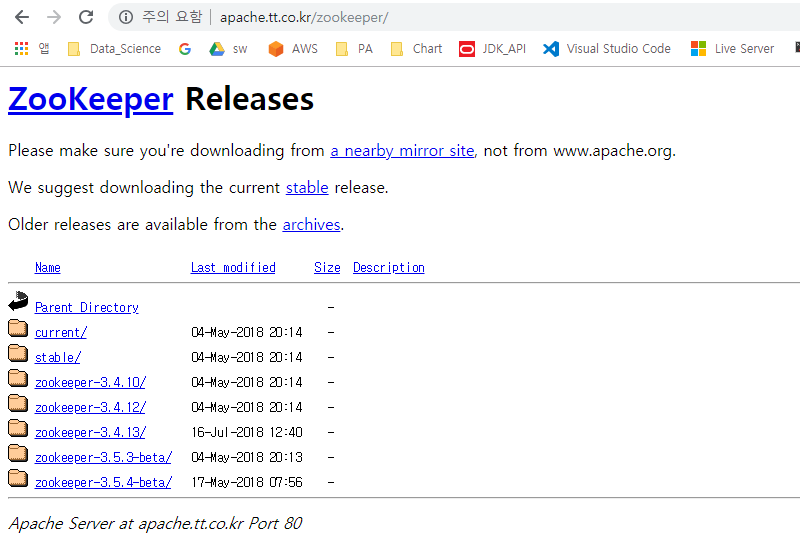 주의 요함 | apache.tt.co.kr/zookeeper/
앱 Data_Science sw AWS PA Chart JDK_API Visual Studio Code Live Server
ZooKeeper Releases
Please make sure you're downloading from a nearby mirror site, not from www.apache.org.
We suggest downloading the current stable release.
Older releases are available from the archives.
Name Last modified Size Description
Parent Directory -
current/ 04-May-2018 20:14 -
stable/ 04-May-2018 20:14 -
zookeeper-3.4.10/ 04-May-2018 20:14 -
zookeeper-3.4.12/ 04-May-2018 20:14 -
zookeeper-3.4.13/ 16-Jul-2018 12:40 -
zookeeper-3.5.3-beta/ 04-May-2018 20:13 -
zookeeper-3.5.4-beta/ 17-May-2018 07:56 -
Apache Server at apache.tt.co.kr Port 80